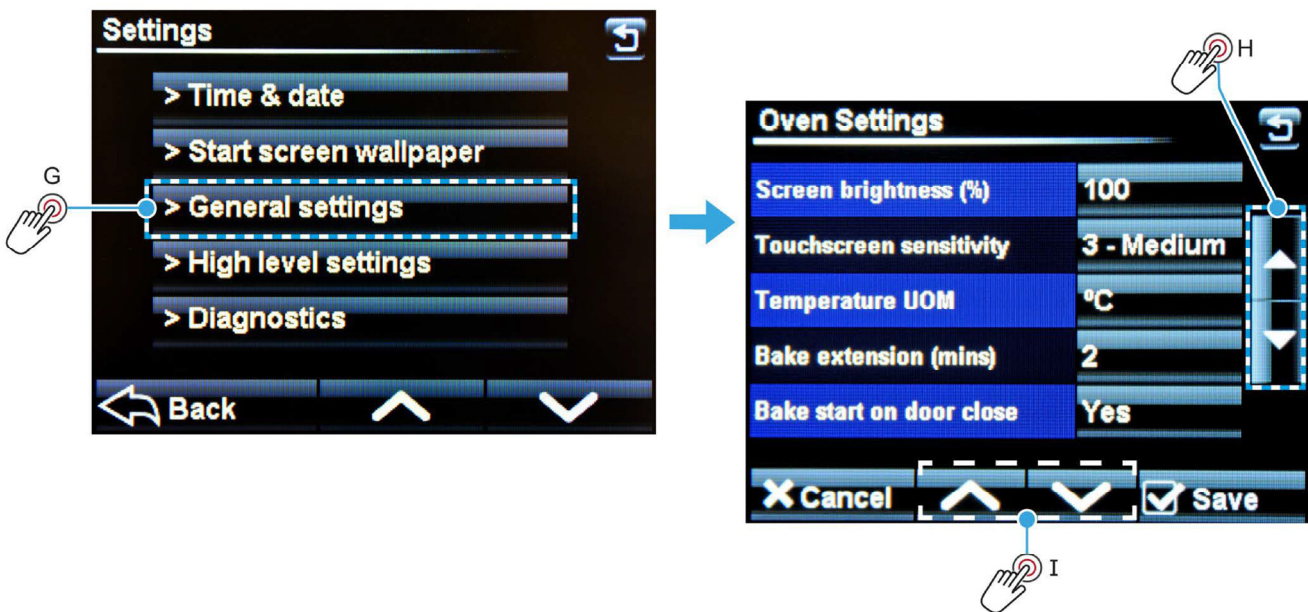 Settings
> Time & date
> Start screen wallpaper
G
> General settings
> High level settings
> Diagnostics
Back
H
Oven Settings
Screen brightness (%) 100
Touchscreen sensitivity 3 - Medium
Temperature UOM ºC
Bake extension (mins) 2
Bake start on door close Yes
Cancel Save
I